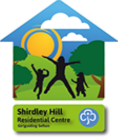 Shirdley Hill
Residential Centre
Girlguiding Sefton